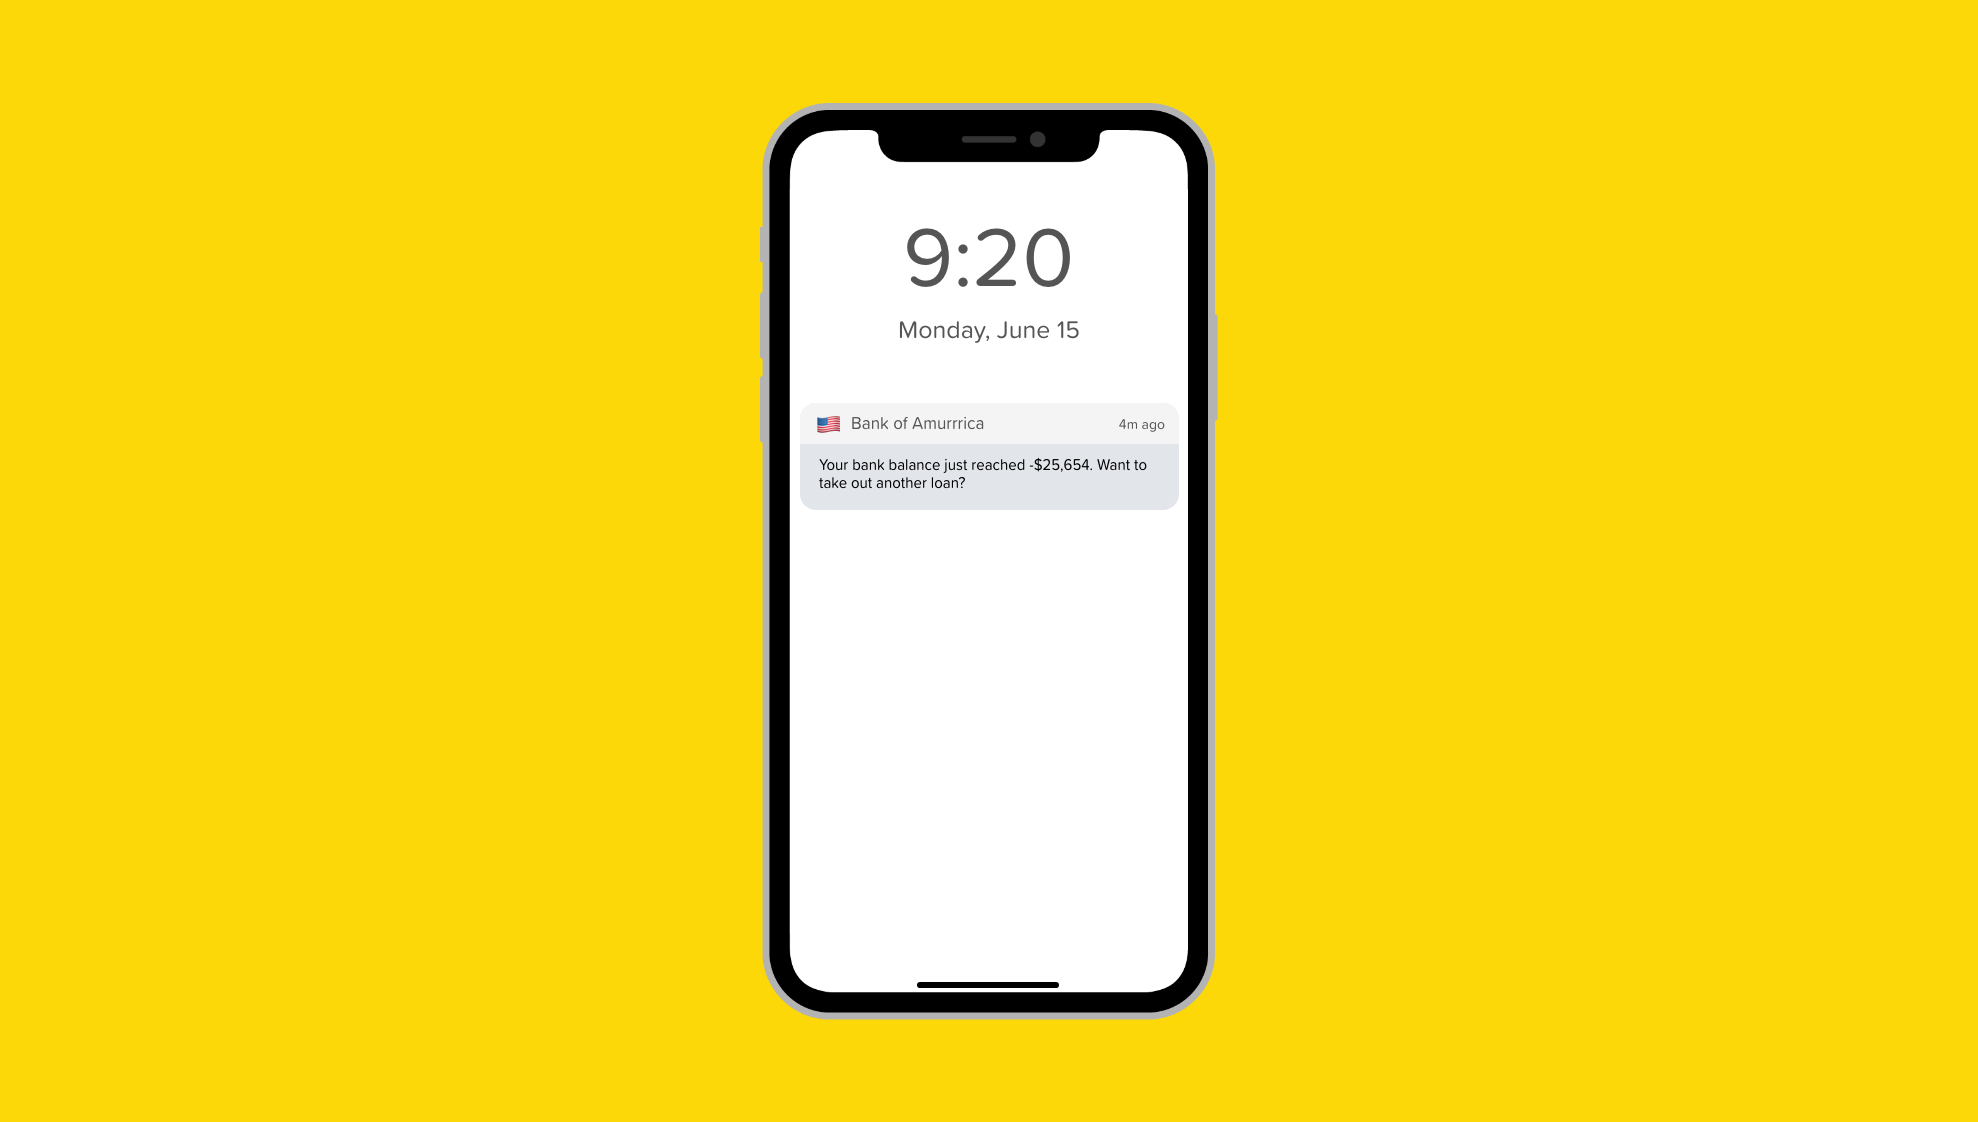 9:20
Monday, June 15
Bank of Amurrrica
4m ago
Your bank balance just reached -$25,654. Want to
take out another loan?